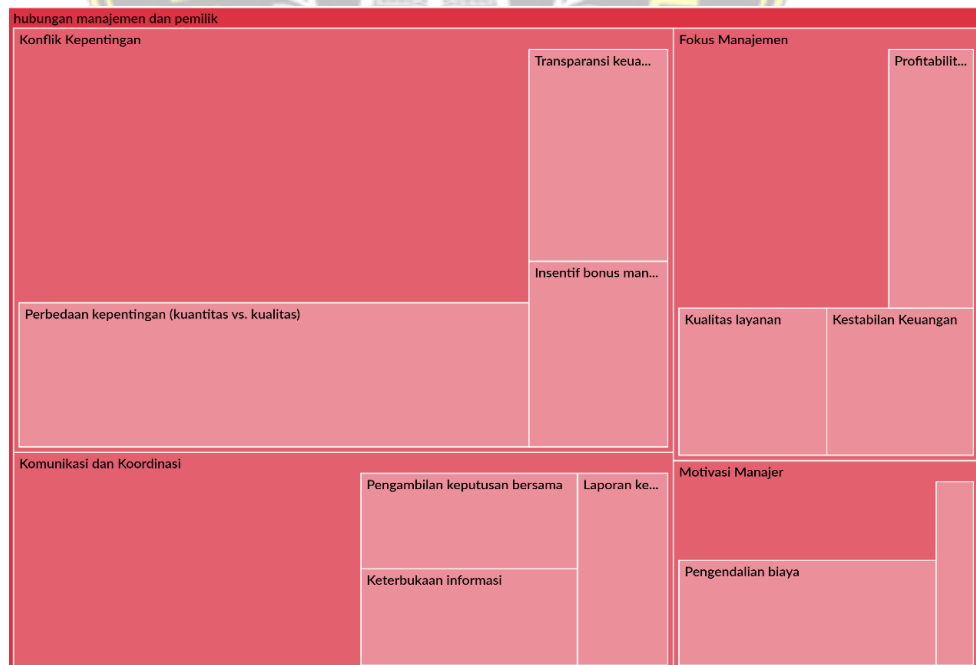 hubungan manajemen dan pemilik
Konflik Kepentingan
Transparansi keua...
Insentif bonus man...
Perbedaan kepentingan (kuantitas vs. kualitas)
Fokus Manajemen
Profitabilit...
Kualitas layanan
Kestabilan Keuangan
Komunikasi dan Koordinasi
Pengambilan keputusan bersama
Laporan ke...
Keterbukaan informasi
Motivasi Manajer
Pengendalian biaya